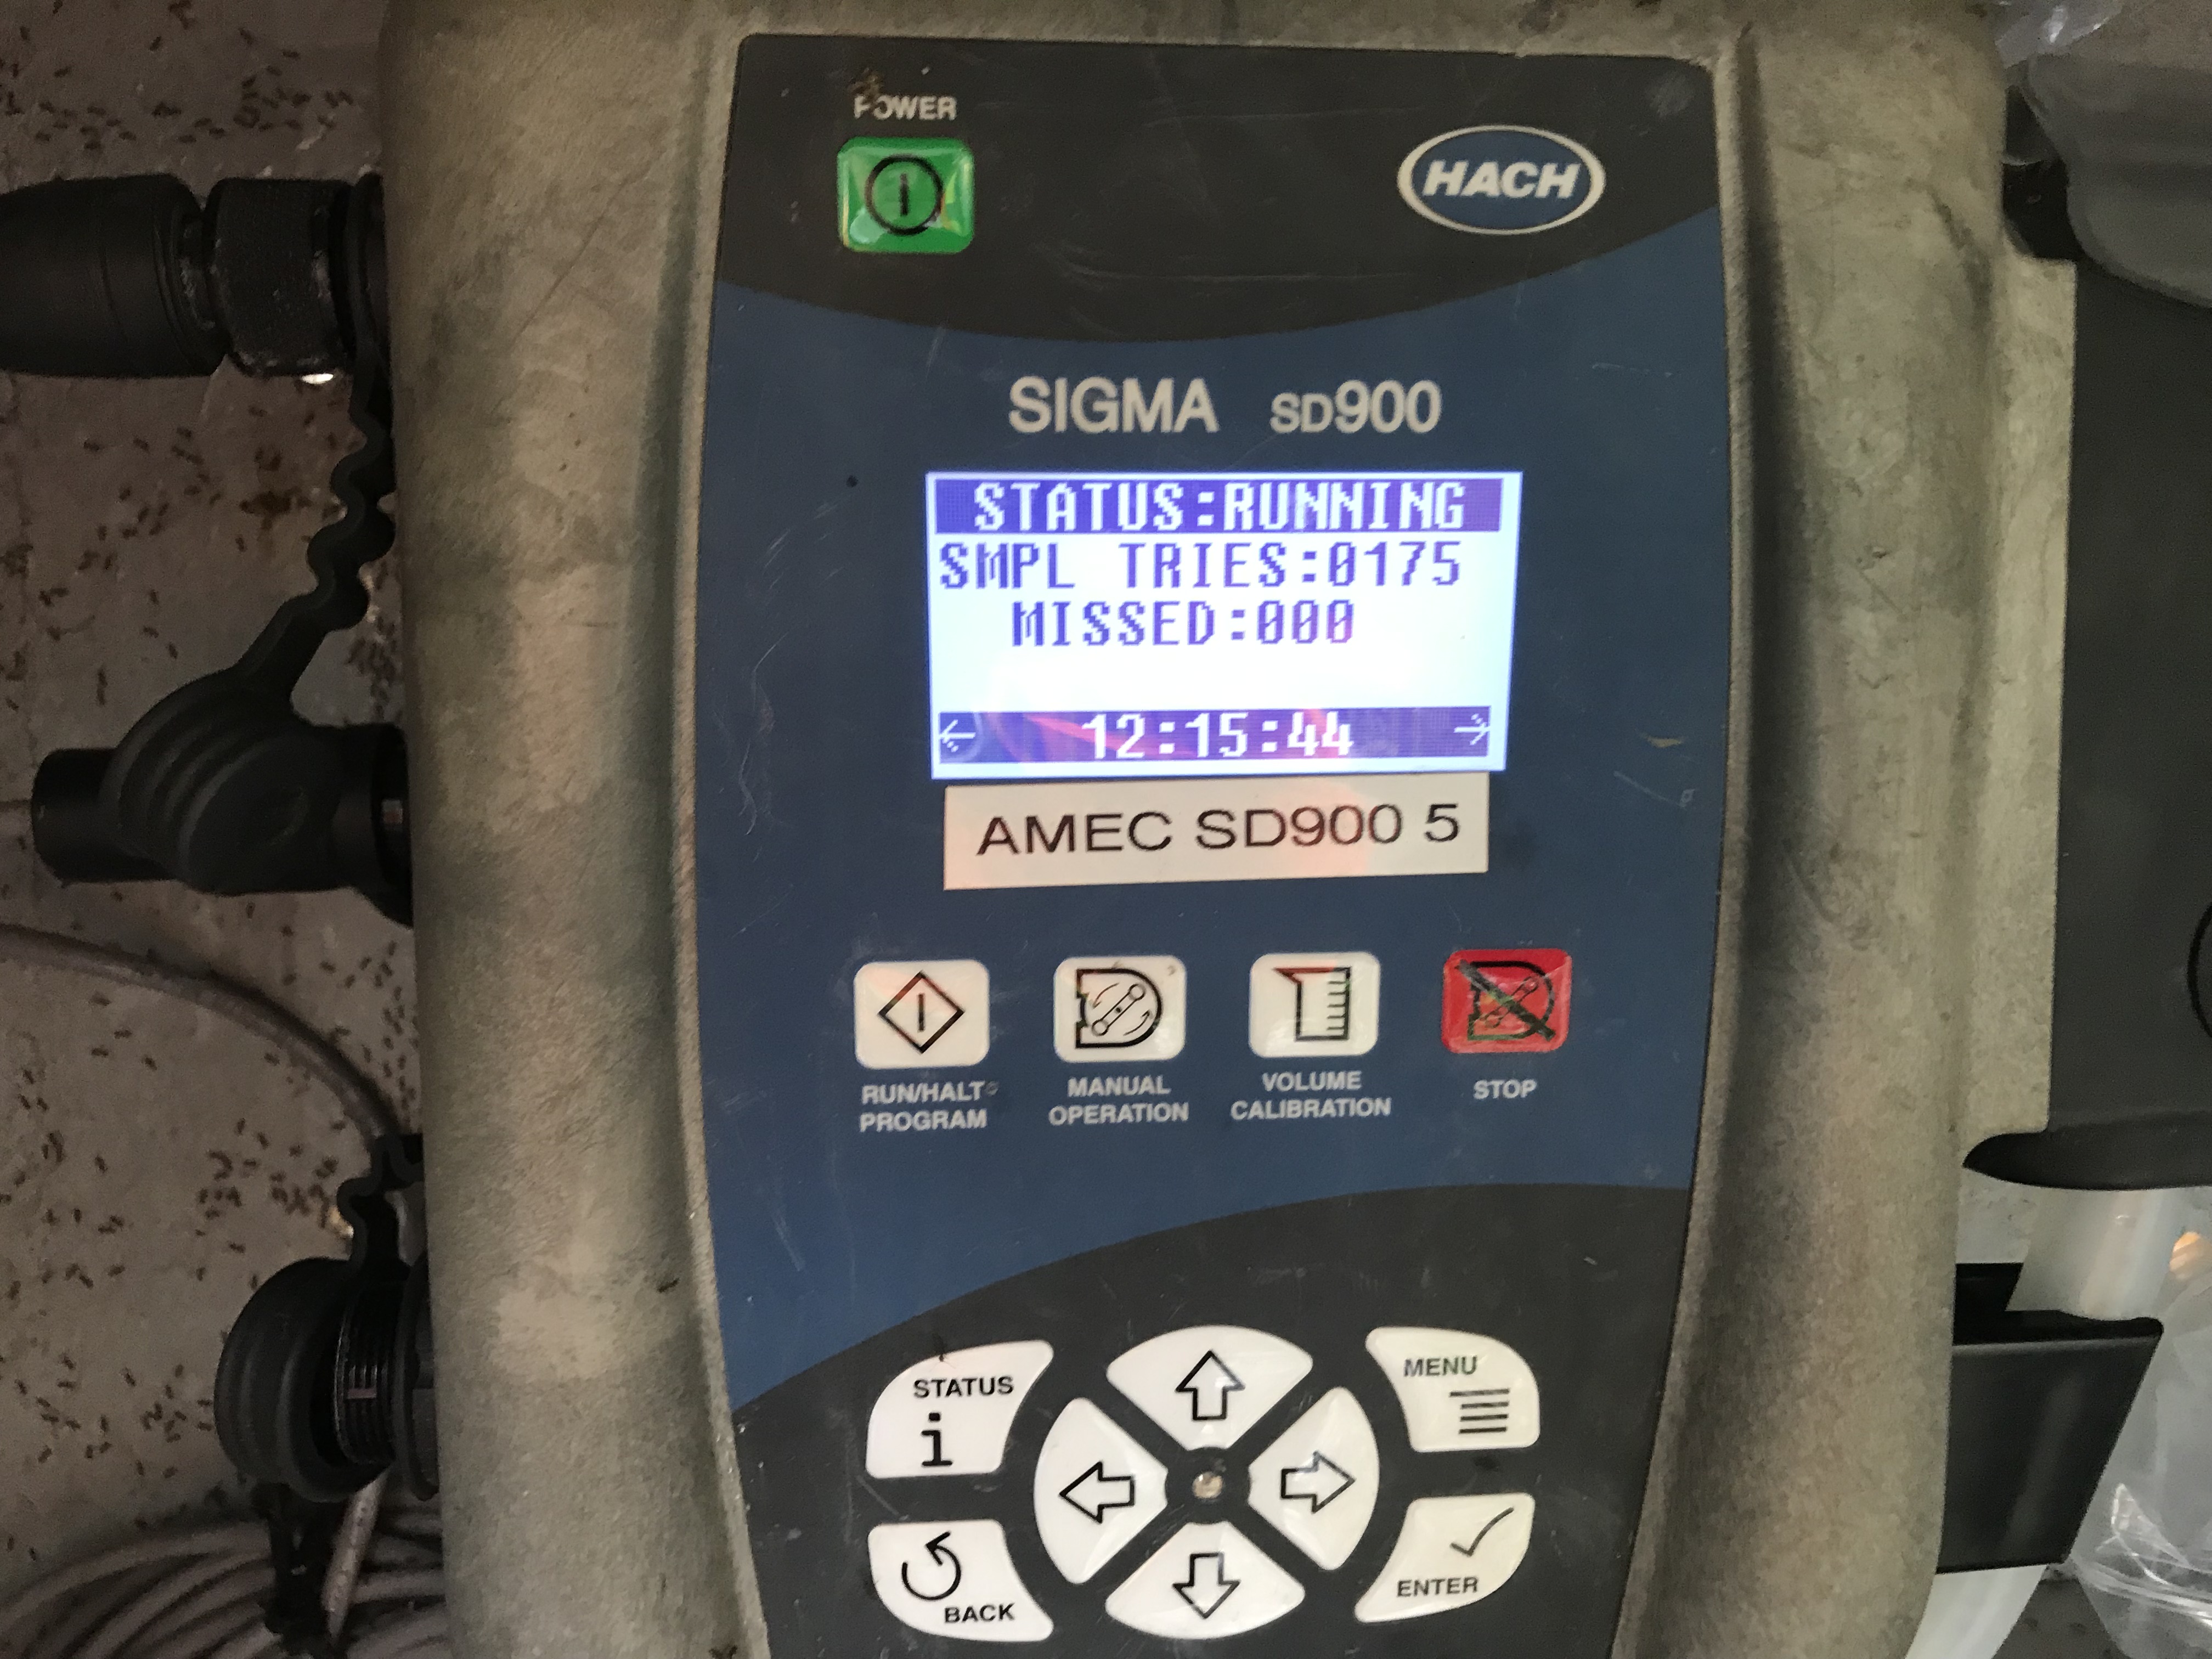 POWER
HACH
SIGMA SD900
STATUS:RUNNING
SMPL TRIES:0175
MISSED:000
← 12:15:44 →
AMEC SD900 5
RUN/HALT PROGRAM
MANUAL OPERATION
VOLUME CALIBRATION
STOP
STATUS
i
MENU
BACK
ENTER